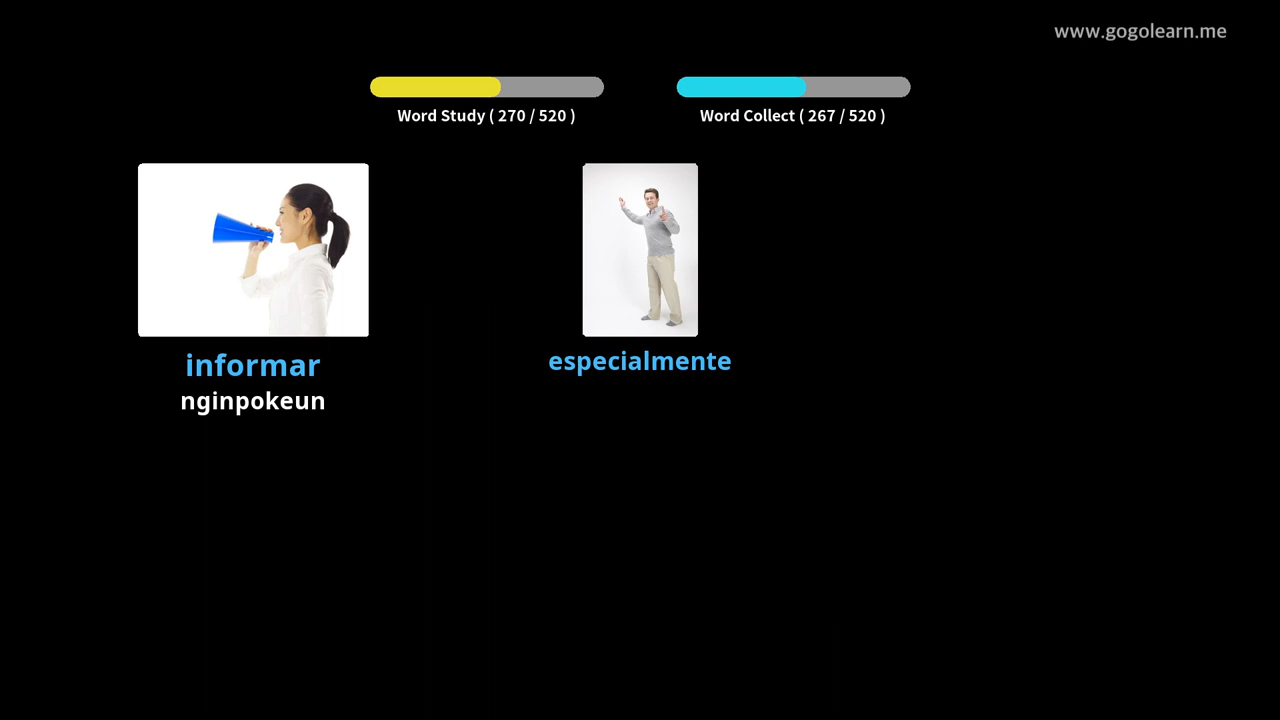 www.gogolearn.me
Word Study ( 270 / 520 )
Word Collect ( 267 / 520 )
informar
nginpokeun
especialmente